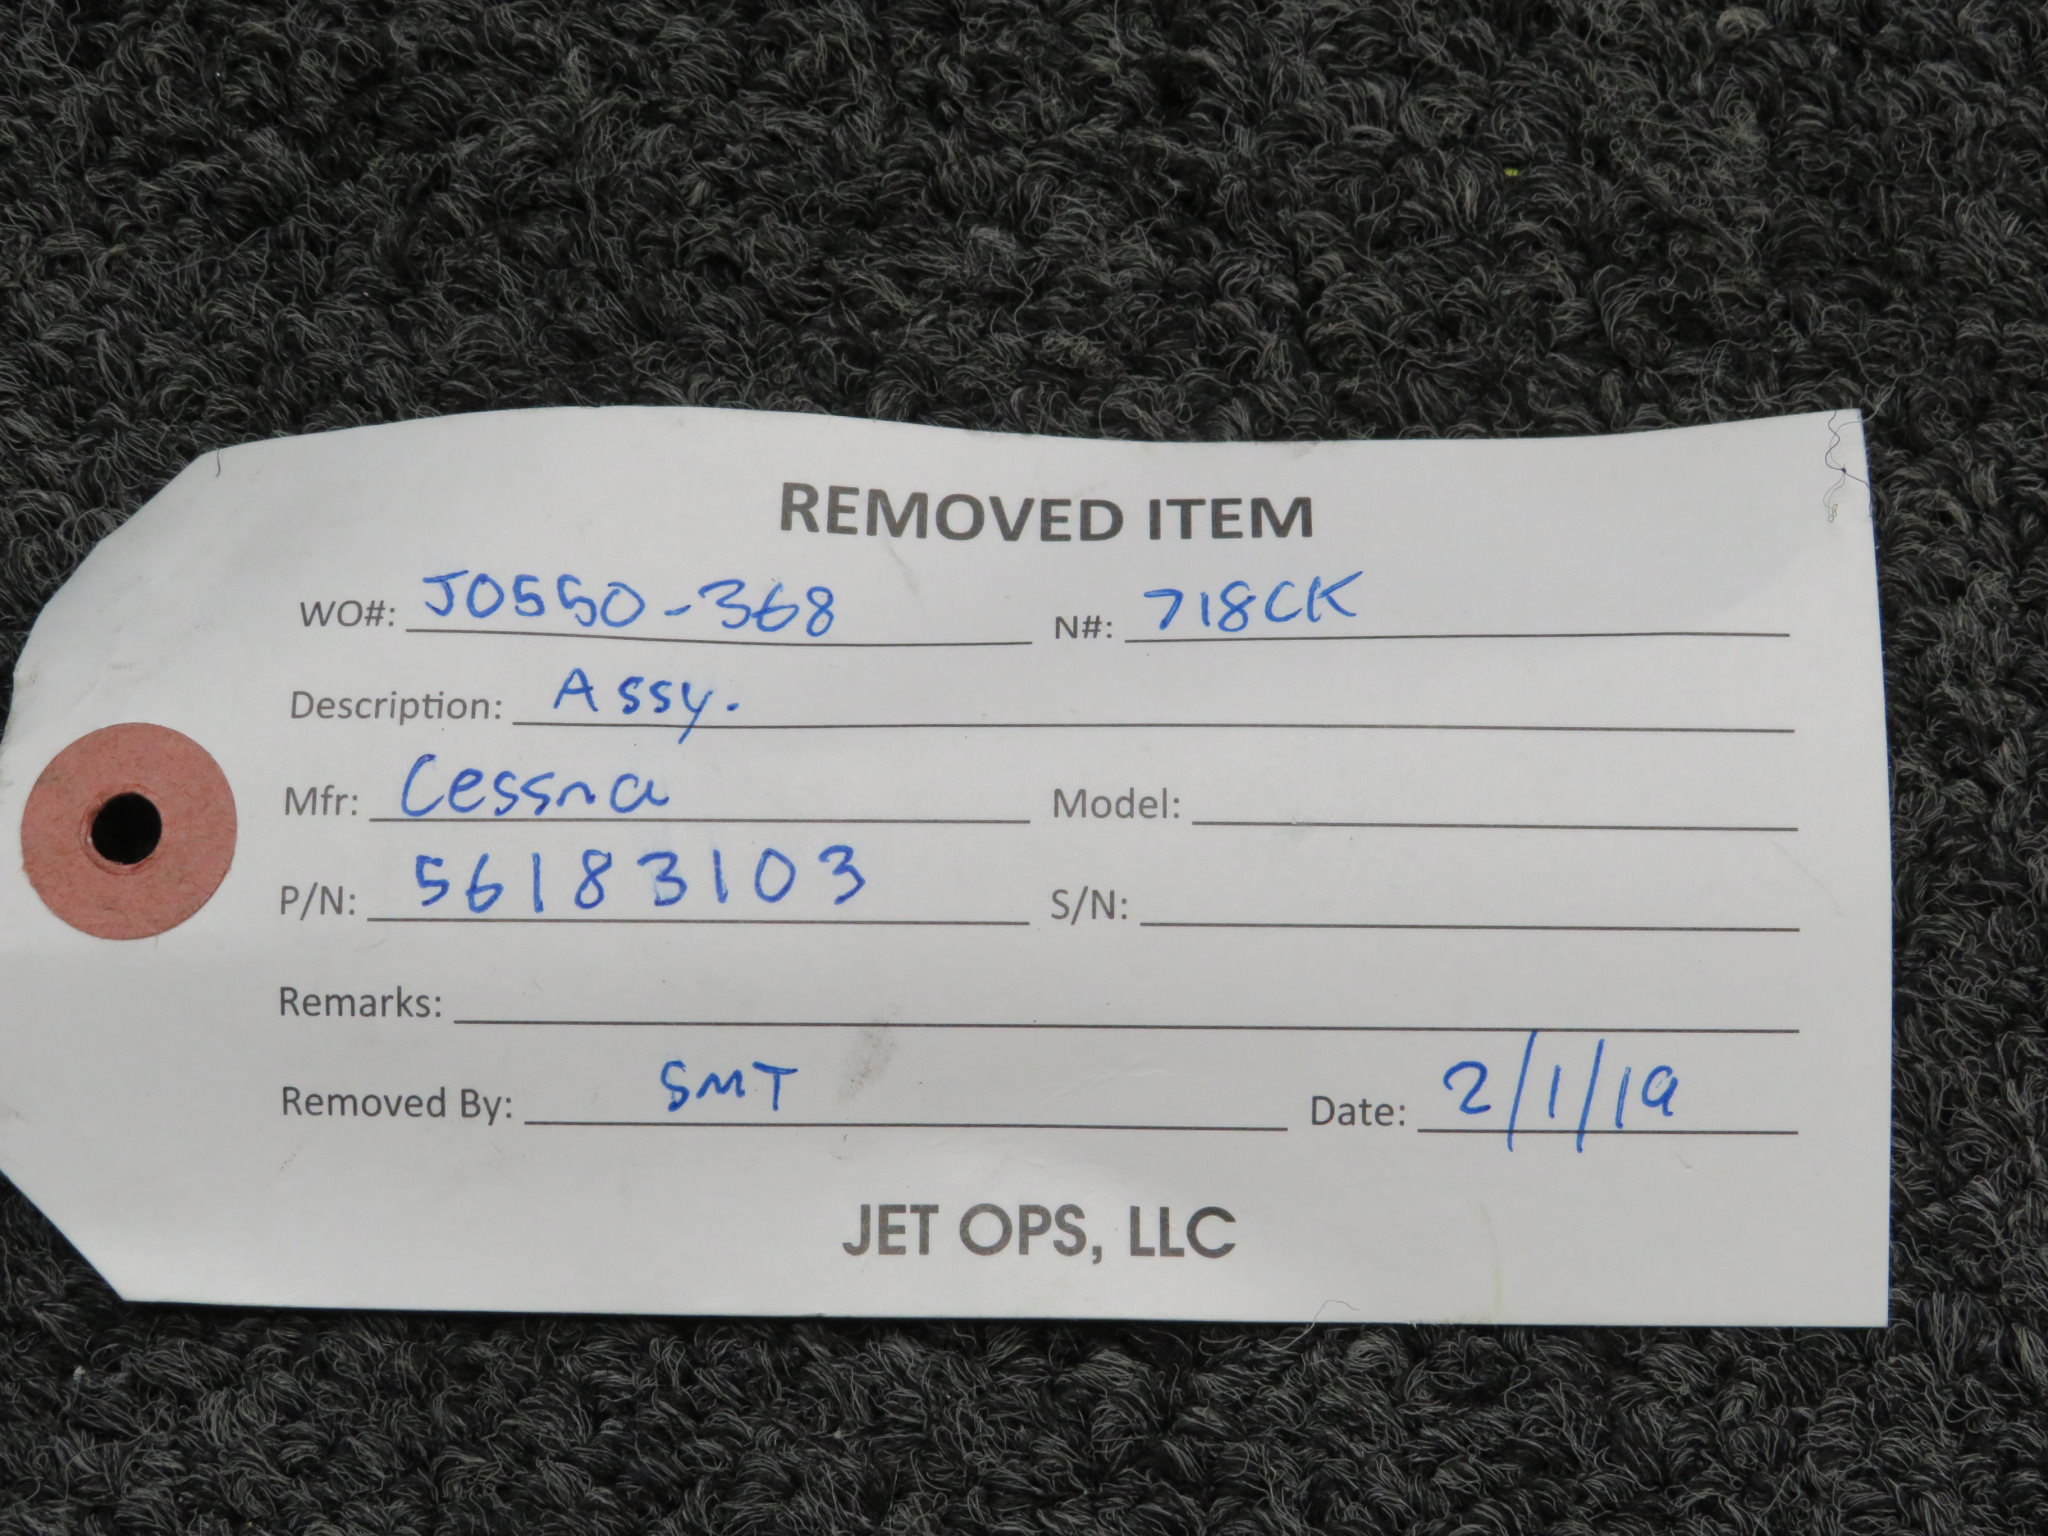 REMOVED ITEM
WO#: JO550-368 N#: 718CK
Description: Assy.
Mfr: Cessna Model:
P/N: 56183103 S/N:
Remarks:
Removed By: SMT Date: 2/1/19
JET OPS, LLC